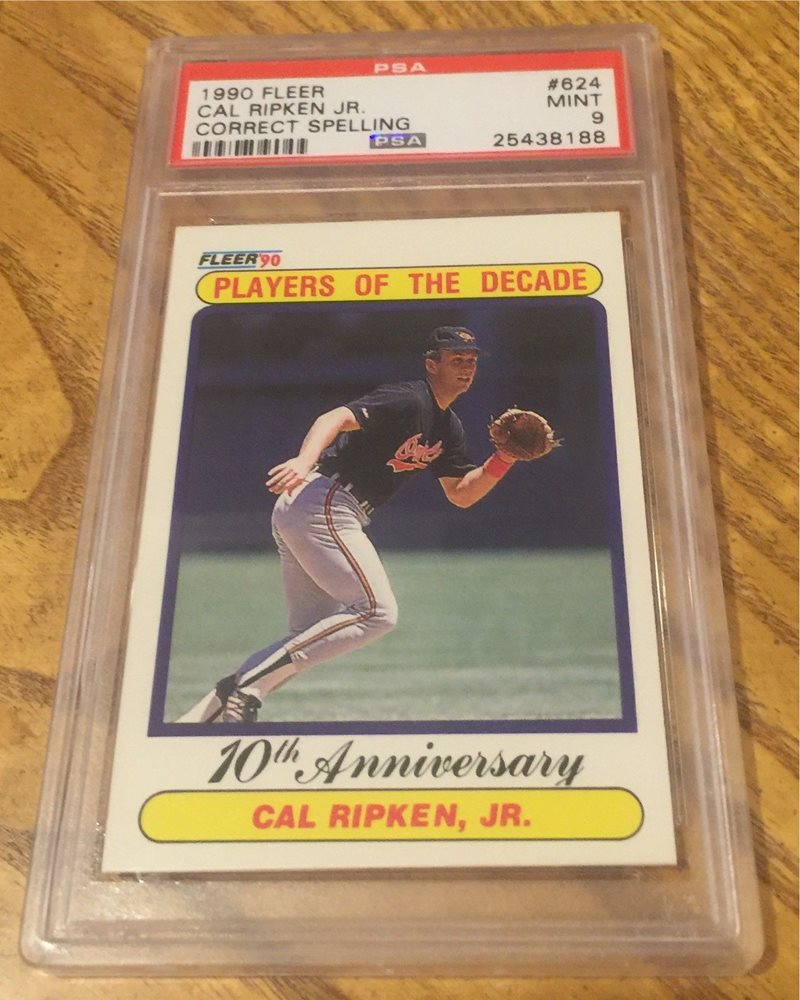 PSA
1990 FLEER #624
CAL RIPKEN JR. MINT
CORRECT SPELLING 9
PSA 25438188
FLEER '90
PLAYERS OF THE DECADE
Orioles
10th Anniversary
CAL RIPKEN, JR.